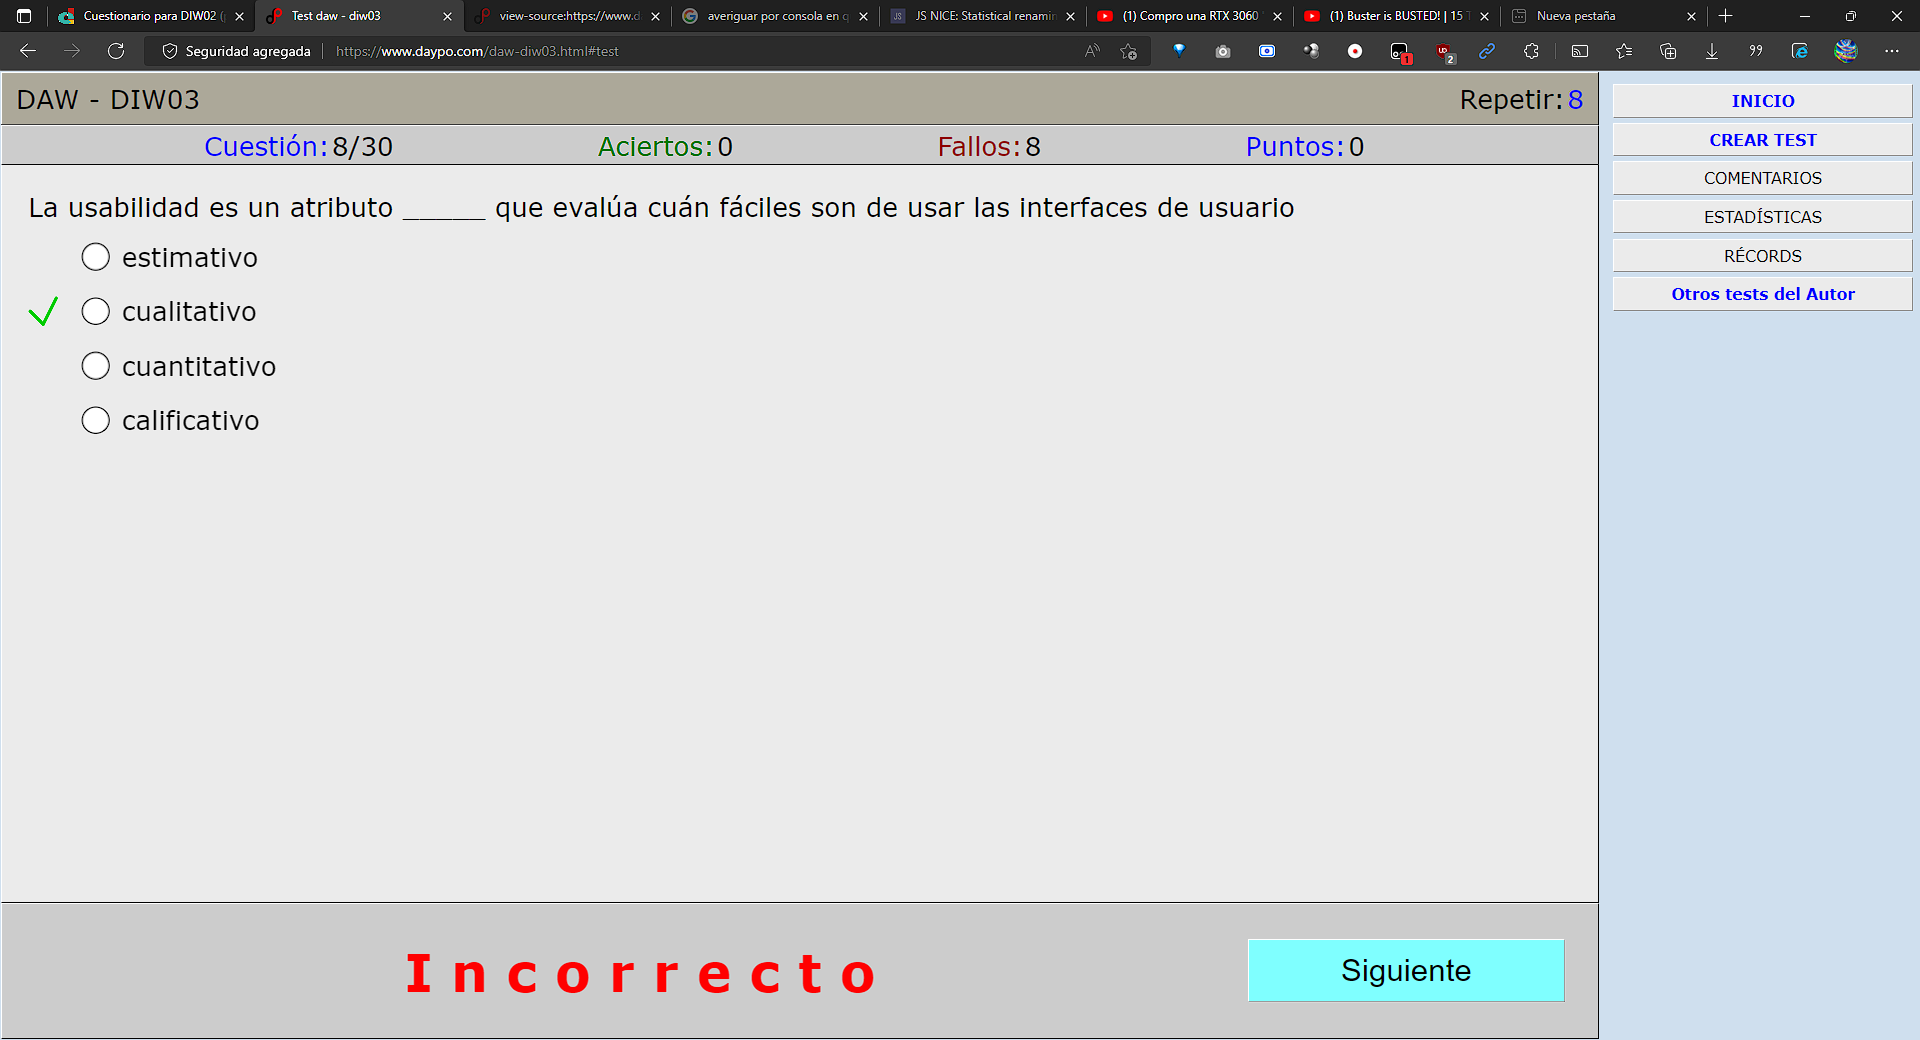 Cuestionario para DIW02
Test daw - diw03
view-source:https://www.d
averiguar por consola en q
JS NICE: Statistical renamin
(1) Compro una RTX 3060
(1) Buster is BUSTED! | 15
Nueva pestaña
Seguridad agregada
https://www.daypo.com/daw-diw03.html#test
1
2
DAW - DIW03
Repetir: 8
Cuestión: 8/30
Aciertos: 0
Fallos: 8
Puntos: 0
La usabilidad es un atributo _____ que evalúa cuán fáciles son de usar las interfaces de usuario
estimativo
cualitativo
cuantitativo
calificativo
Incorrecto
Siguiente
INICIO
CREAR TEST
COMENTARIOS
ESTADÍSTICAS
RÉCORDS
Otros tests del Autor